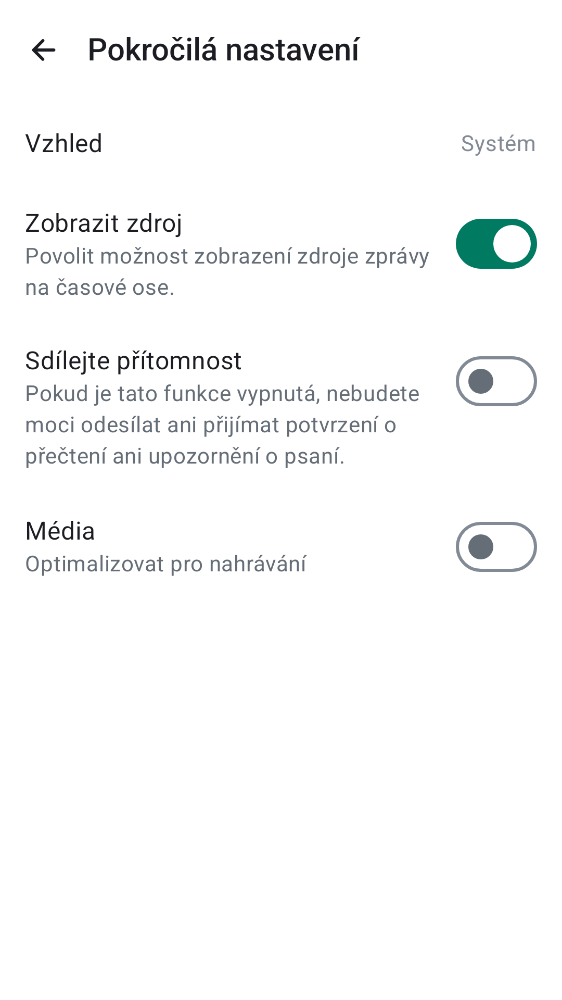 Pokročilá nastavení
Vzhled
Systém
Zobrazit zdroj
Povolit možnost zobrazení zdroje zprávy
na časové ose.
Sdílejte přítomnost
Pokud je tato funkce vypnutá, nebudete
moci odesílat ani přijímat potvrzení o
přečtení ani upozornění o psaní.
Média
Optimalizovat pro nahrávání